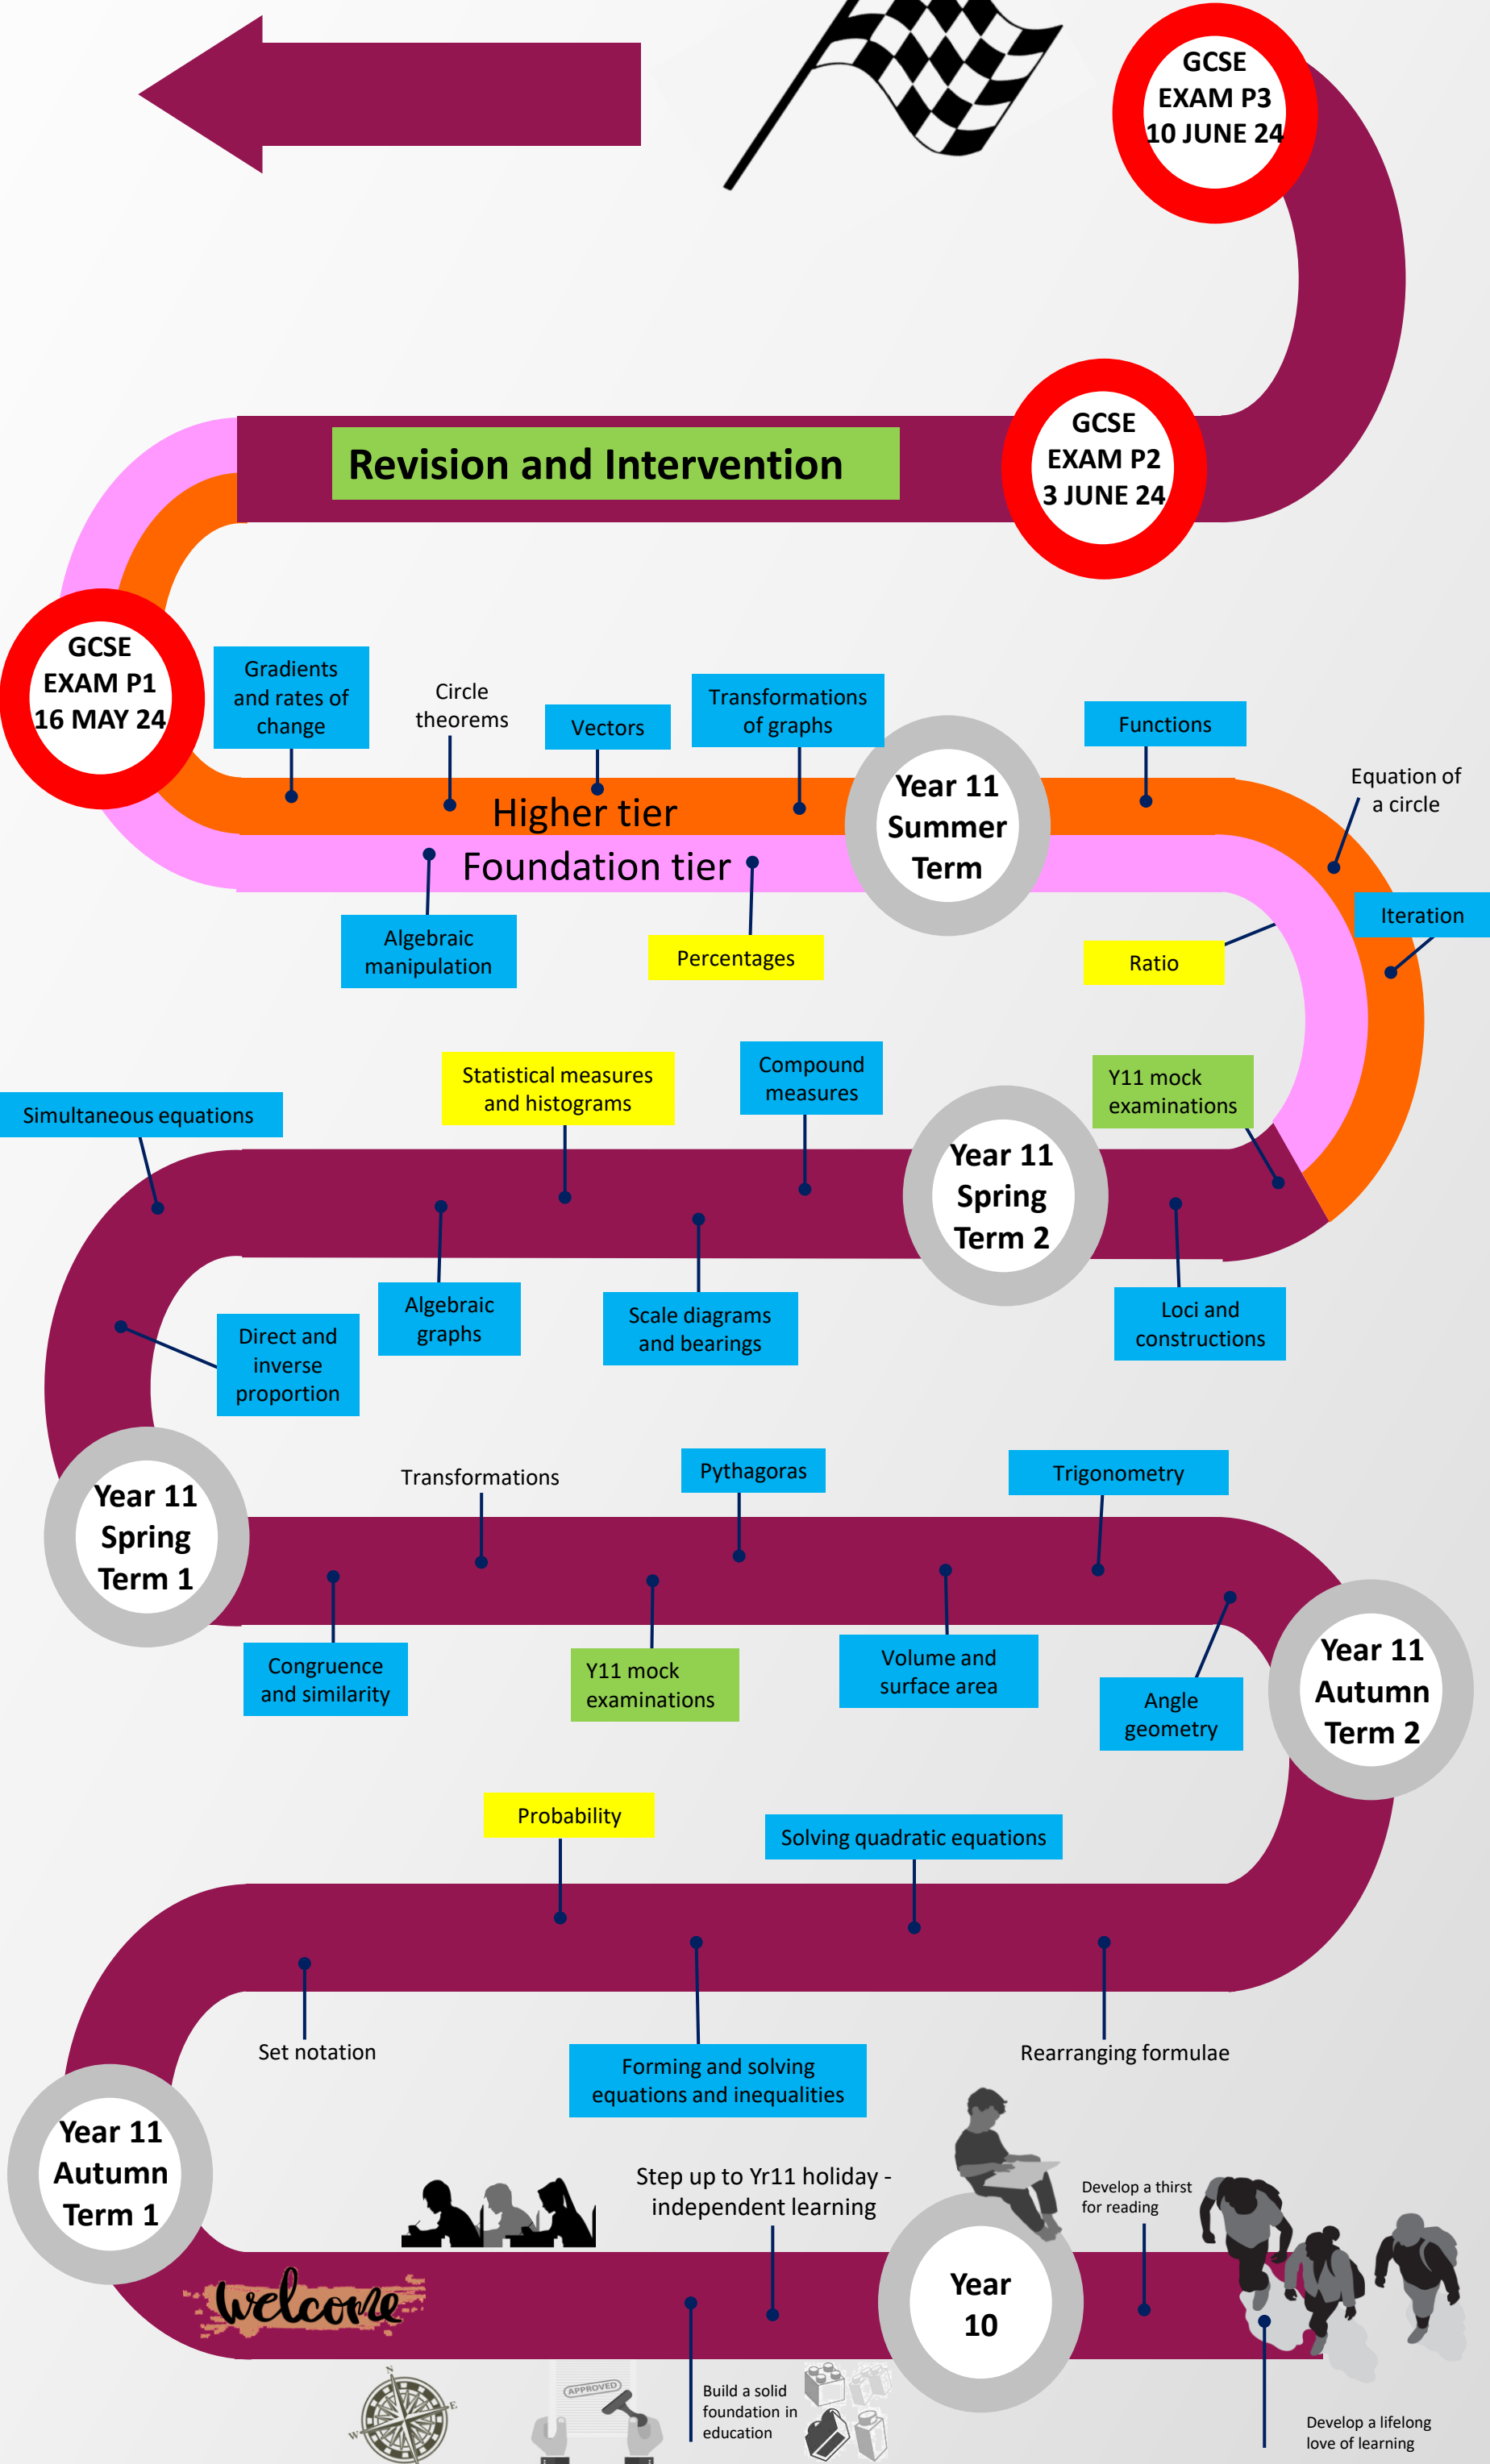 GCSE
EXAM P3
10 JUNE 24
Revision and Intervention
GCSE
EXAM P2
3 JUNE 24
GCSE
EXAM P1
16 MAY 24
Gradients
and rates of
change
Circle
theorems
Vectors
Transformations
of graphs
Functions
Equation of
a circle
Higher tier
Foundation tier
Year 11
Summer
Term
Iteration
Algebraic
manipulation
Percentages
Ratio
Simultaneous equations
Statistical measures
and histograms
Compound
measures
Y11 mock
examinations
Year 11
Spring
Term 2
Direct and
inverse
proportion
Algebraic
graphs
Scale diagrams
and bearings
Loci and
constructions
Year 11
Spring
Term 1
Transformations
Pythagoras
Trigonometry
Congruence
and similarity
Y11 mock
examinations
Volume and
surface area
Angle
geometry
Year 11
Autumn
Term 2
Probability
Solving quadratic equations
Set notation
Forming and solving
equations and inequalities
Rearranging formulae
Year 11
Autumn
Term 1
Step up to Yr11 holiday -
independent learning
Develop a thirst
for reading
welcome
Year
10
N
E
W
APPROVED
Build a solid
foundation in
education
Develop a lifelong
love of learning